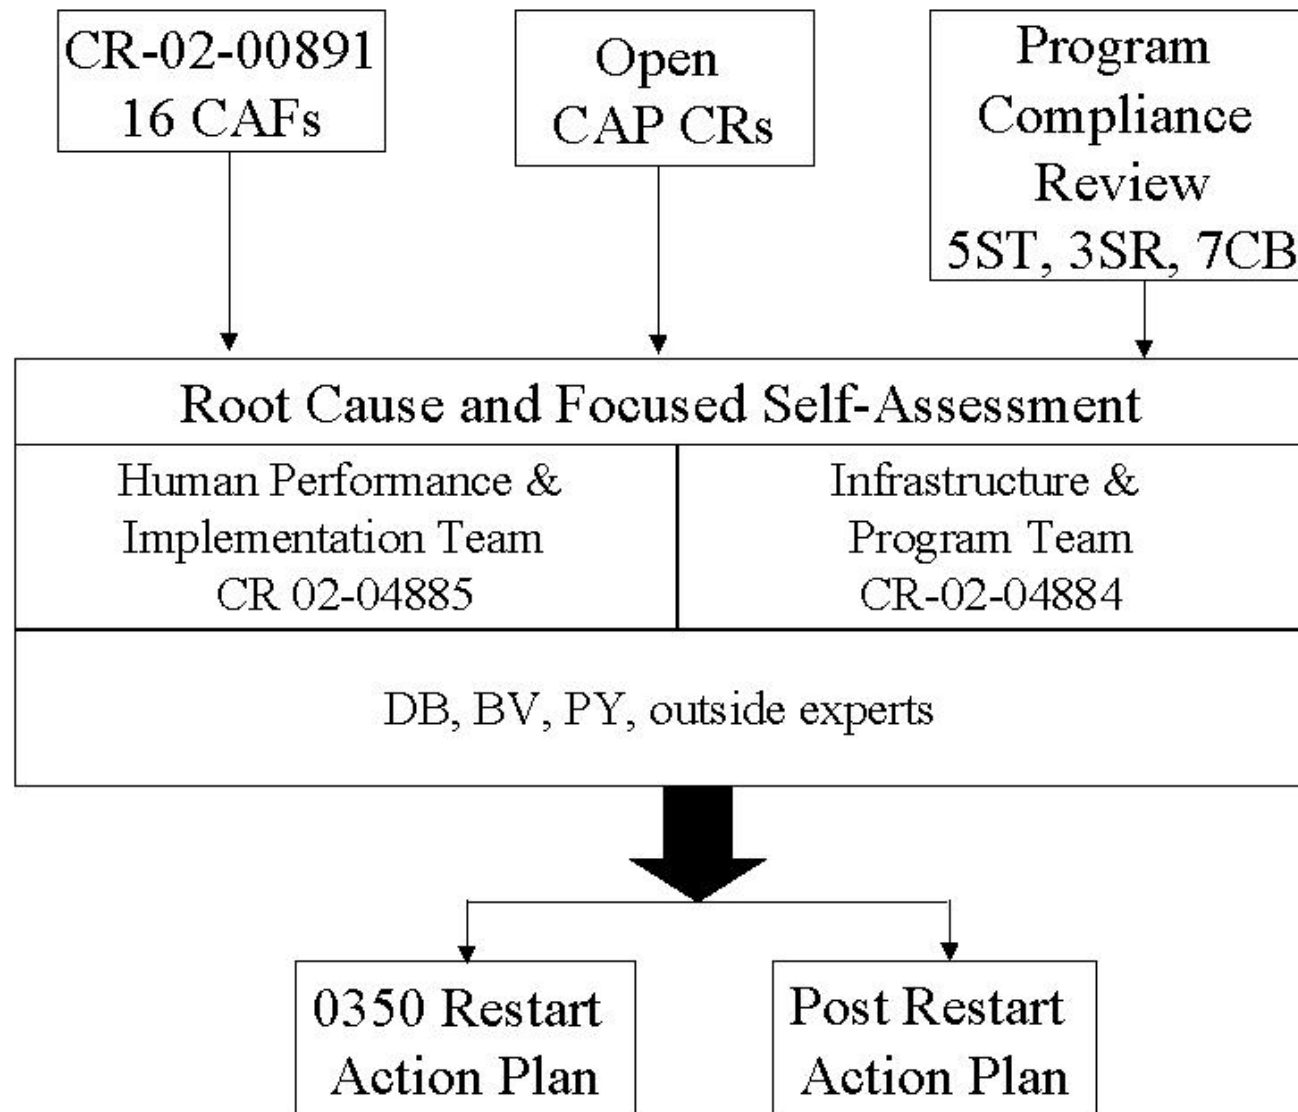 CR-02-00891
16 CAFs
Open
CAP CRs
Program
Compliance
Review
5ST, 3SR, 7CB
Root Cause and Focused Self-Assessment
Human Performance &
Implementation Team
CR 02-04885
Infrastructure &
Program Team
CR-02-04884
DB, BV, PY, outside experts
0350 Restart
Action Plan
Post Restart
Action Plan